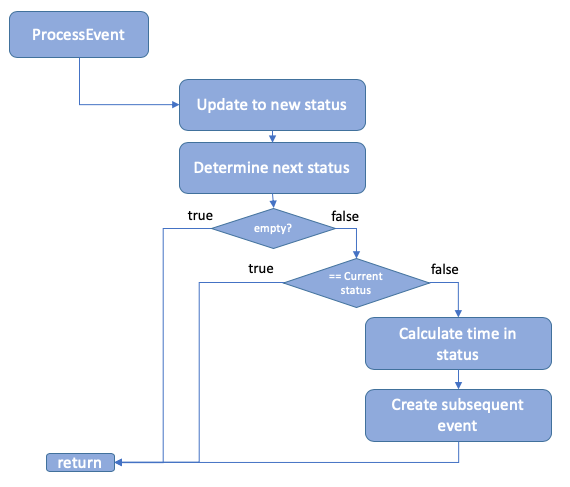 ProcessEvent
Update to new status
Determine next status
true
false
empty?
true
false
== Current
status
Calculate time in
status
Create subsequent
event
return